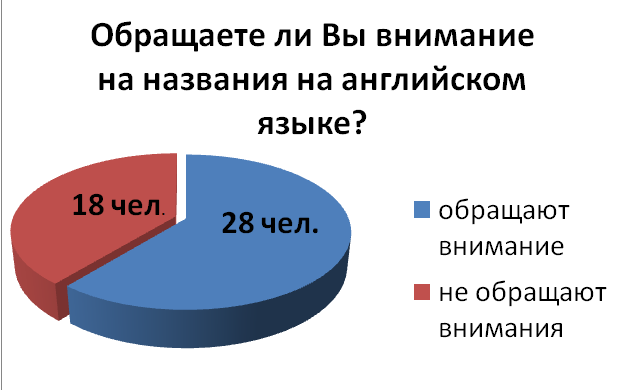 Обращаете ли Вы внимание
на названия на английском
языке?
18 чел.
28 чел.
обращают
внимание
не обращают
внимания